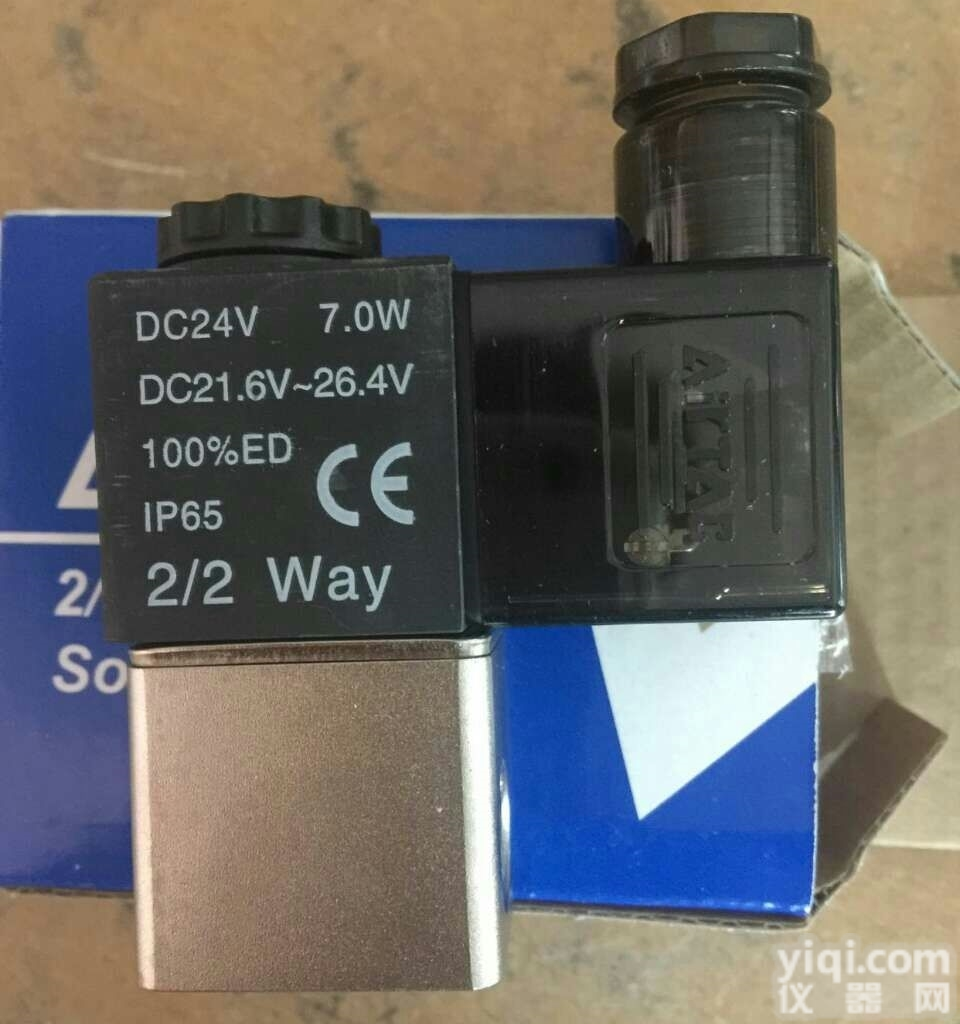 DC24V 7.0W
DC21.6V~26.4V
100%ED
CE
IP65
2/2 Way
AirTAC
2/
So
yiqi.com
仪器网